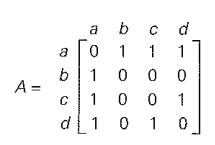 a b c d
a 0 1 1 1
b 1 0 0 0
A =
c 1 0 0 1
d 1 0 1 0